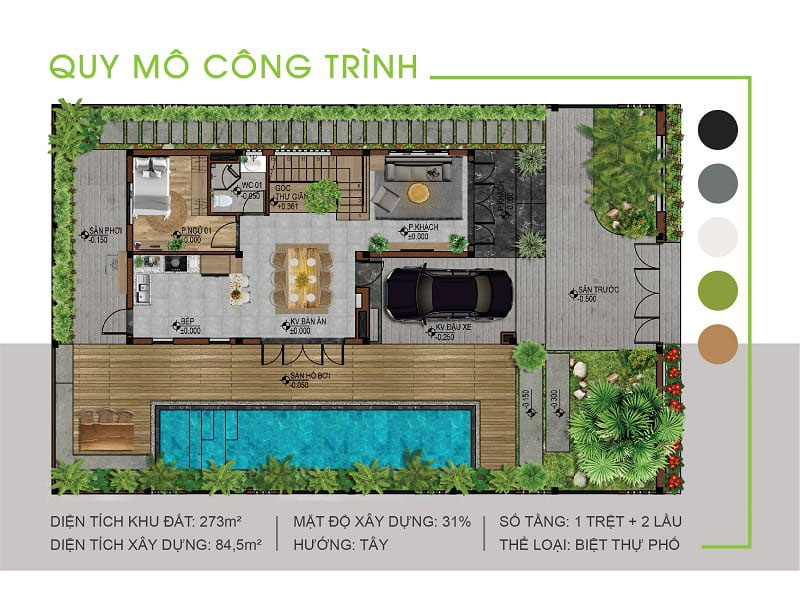 QUY MÔ CÔNG TRÌNH
WC 01
-0.050
GÓC
THƯ GIÃN
+0.361
P.KHÁCH
±0.000
SÂN PHƠI
-0.150
P.NGỦ 01
±0.000
SÂN TRƯỚC
-0.500
BẾP
±0.000
KV BÀN ĂN
±0.000
KV ĐẬU XE
-0.250
SÀN HỒ BƠI
-0.050
-0.150
-0.300
DIỆN TÍCH KHU ĐẤT: 273m²
MẬT ĐỘ XÂY DỰNG: 31%
SỐ TẦNG: 1 TRỆT + 2 LẦU
DIỆN TÍCH XÂY DỰNG: 84,5m²
HƯỚNG: TÂY
THỂ LOẠI: BIỆT THỰ PHỐ